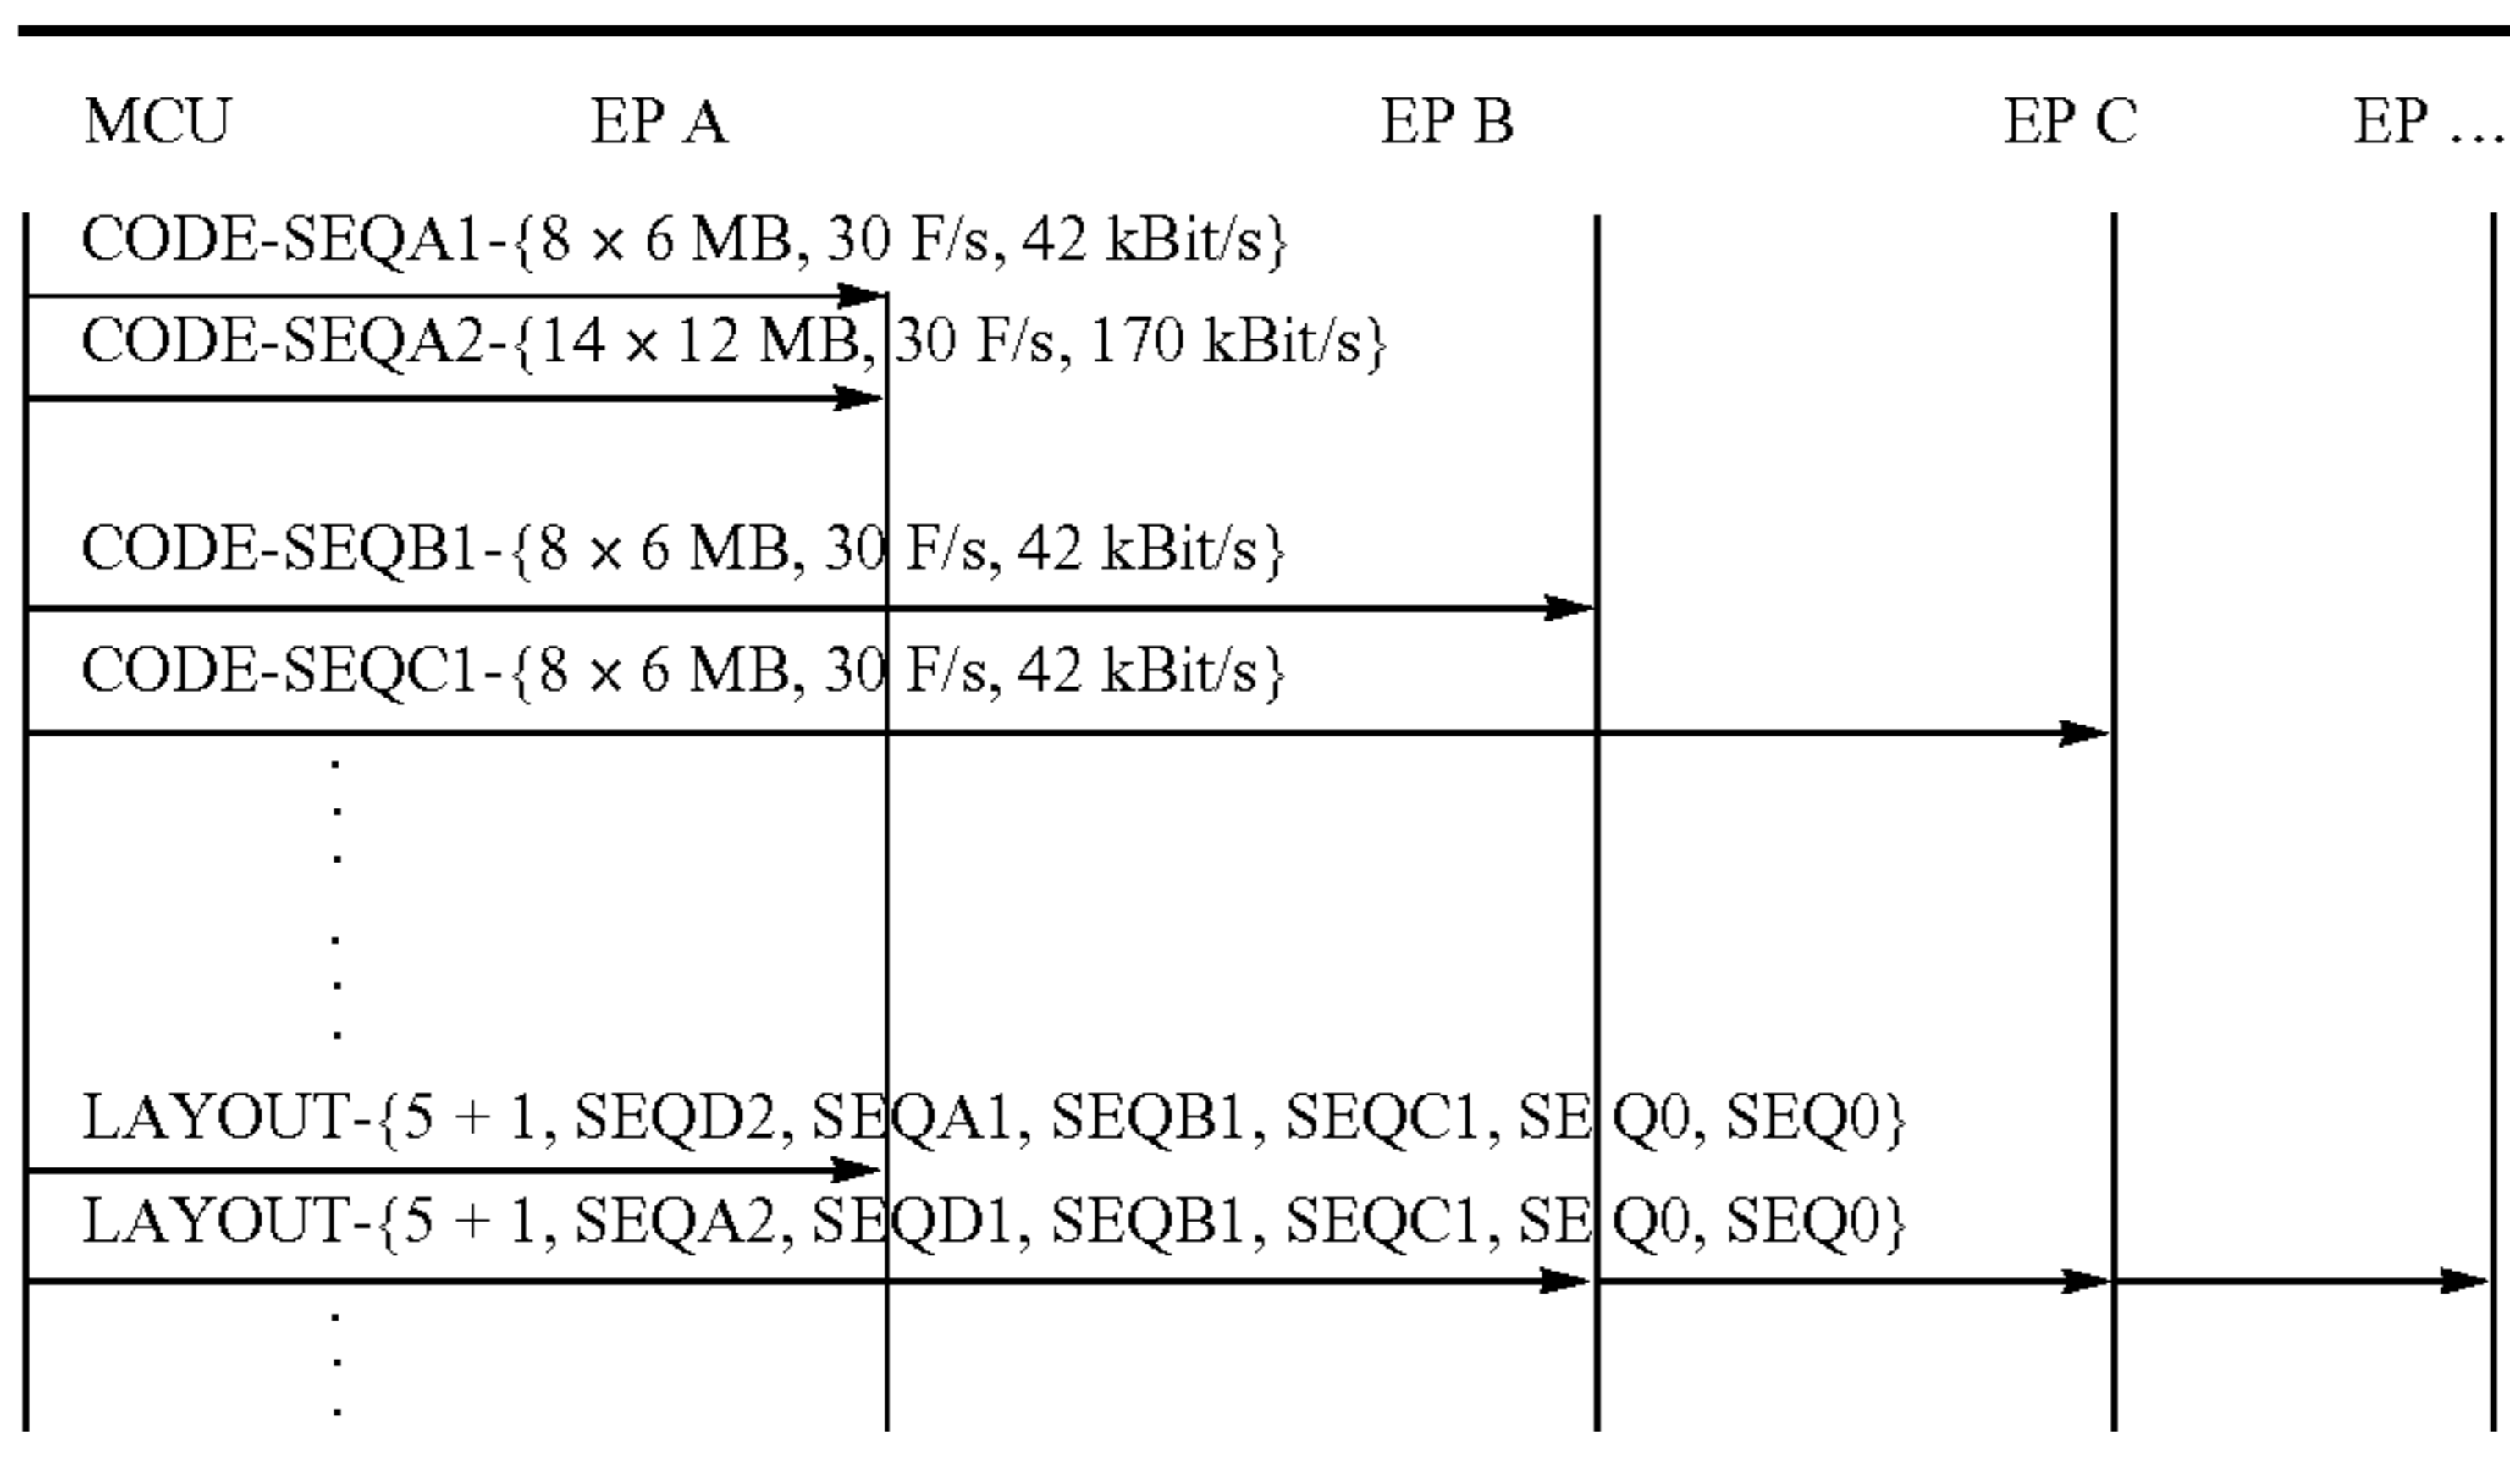 MCU EP A EP B EP C EP ...
CODE-SEQA1-{8 × 6 MB, 30 F/s, 42 kBit/s}
CODE-SEQA2-{14 × 12 MB, 30 F/s, 170 kBit/s}
CODE-SEQB1-{8 × 6 MB, 30 F/s, 42 kBit/s}
CODE-SEQC1-{8 × 6 MB, 30 F/s, 42 kBit/s}
LAYOUT-{5 + 1, SEQD2, SEQA1, SEQB1, SEQC1, SEQ0, SEQ0}
LAYOUT-{5 + 1, SEQA2, SEQD1, SEQB1, SEQC1, SEQ0, SEQ0}